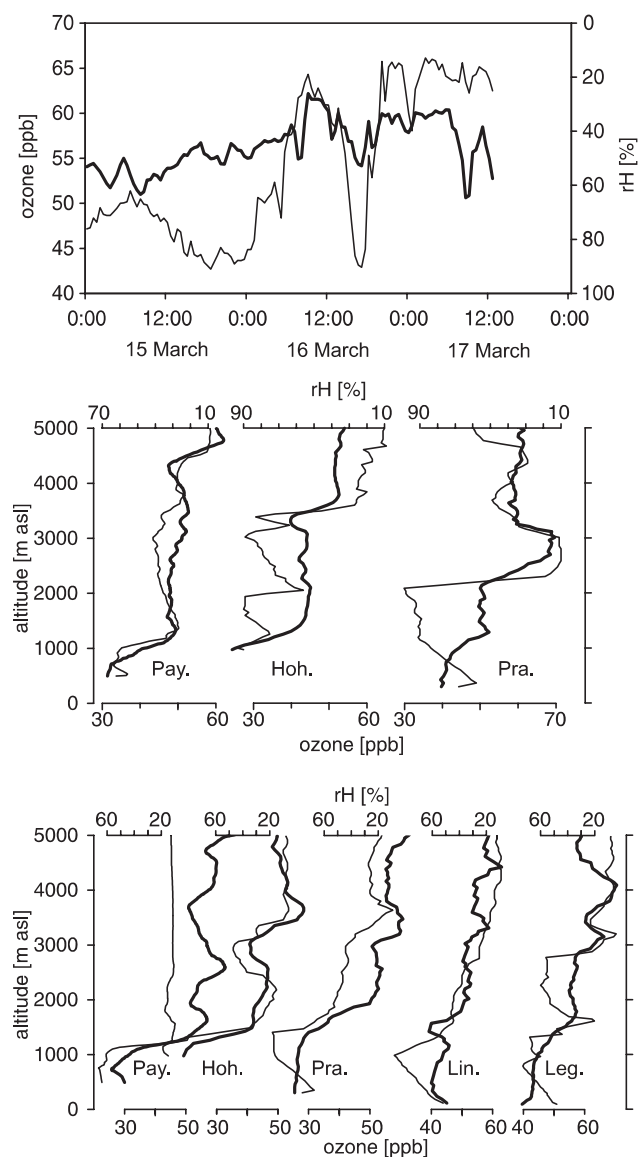 70 0
65 20
60 40
55 60
50
45 80
40 100
ozone [ppb]
rH [%]
0:00 12:00 0:00 12:00 0:00 12:00 0:00
15 March 16 March 17 March
rH [%]
70 10 90 10 90 10
5000
4000
3000
2000
1000
0
altitude [m asl]
Pay. Hoh. Pra.
30 60 30 60 30 70
ozone [ppb]
rH [%]
60 20 60 20 60 20 60 20 60 20
5000
4000
3000
2000
1000
0
altitude [m asl]
Pay. Hoh. Pra. Lin. Leg.
30 50 30 50 30 50 40 60 40 60
ozone [ppb]